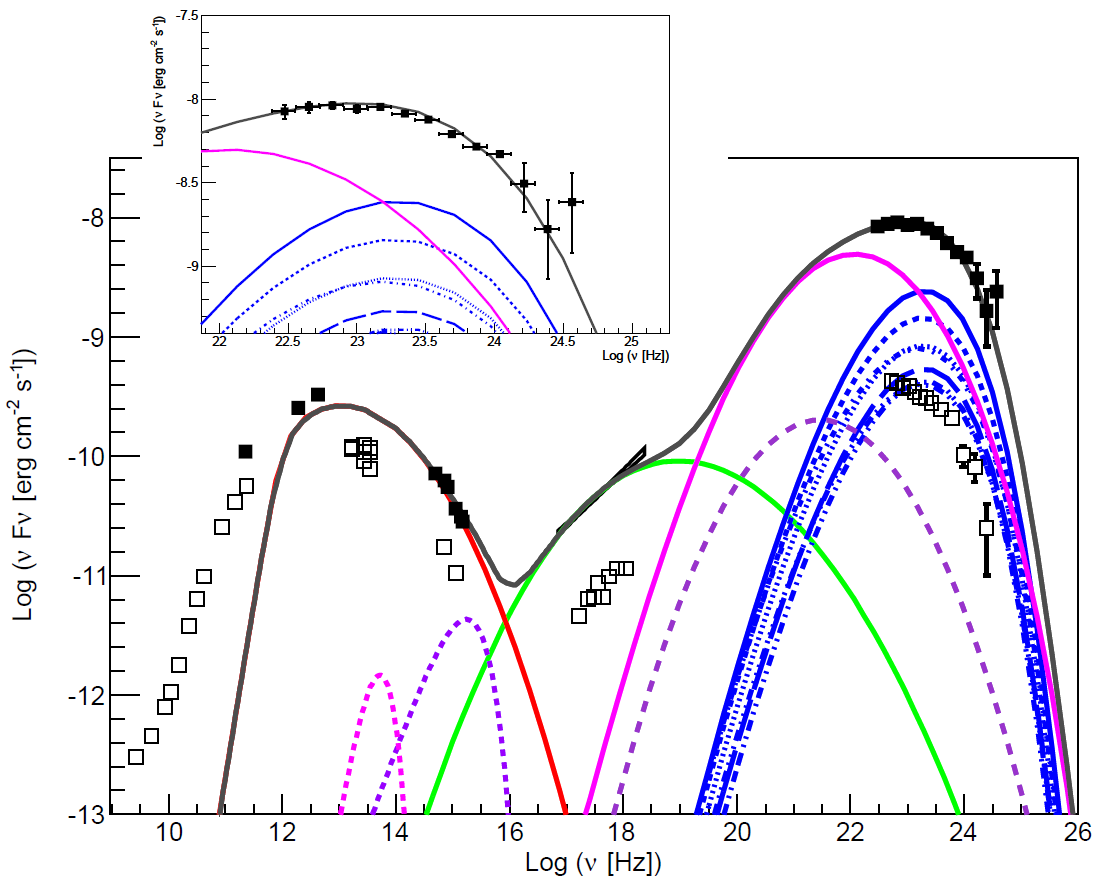 -7.5
-8
-8.5
-9
Log (ν Fν [erg cm-2 s-1])
22 22.5 23 23.5 24 24.5 25
Log (ν [Hz])
-8
-9
-10
-11
-12
-13
Log (ν Fν [erg cm-2 s-1])
10 12 14 16 18 20 22 24 26
Log (ν [Hz])